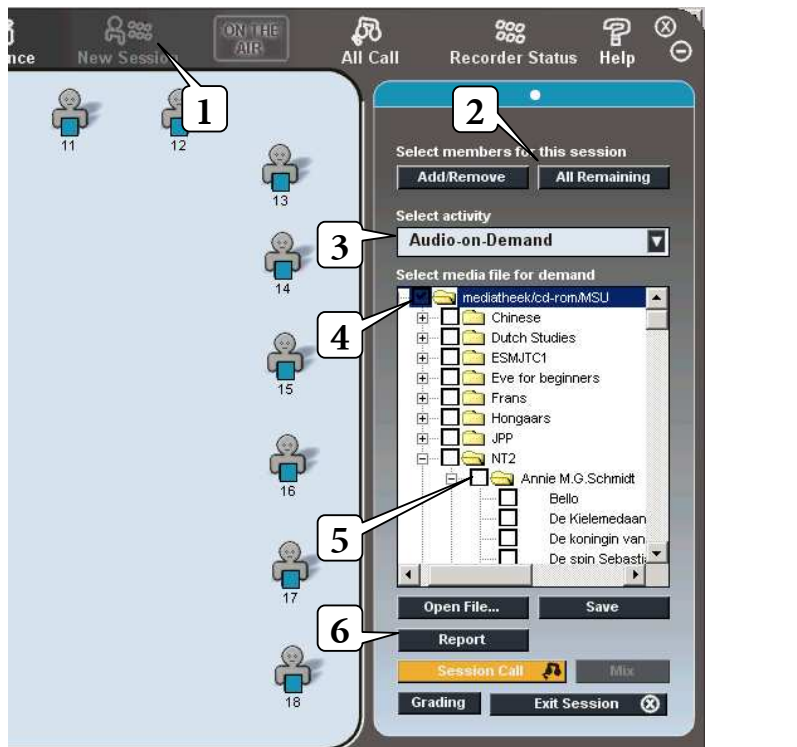 nce New Session ON THE AIR All Call Recorder Status Help
1
11 12
2
Select members for this session
Add/Remove All Remaining
13
Select activity
3
Audio-on-Demand
14
Select media file for demand
mediatheek/cd-rom/MSU
4
Chinese
Dutch Studies
ESMJTC1
15
Eve for beginners
Frans
Hongaars
JPP
NT2
16
Annie M.G.Schmidt
Bello
5
De Kielemedaan
De koningin van
De spin Sebasti
17
Open File... Save
6
Report
Session Call Mix
18
Grading Exit Session